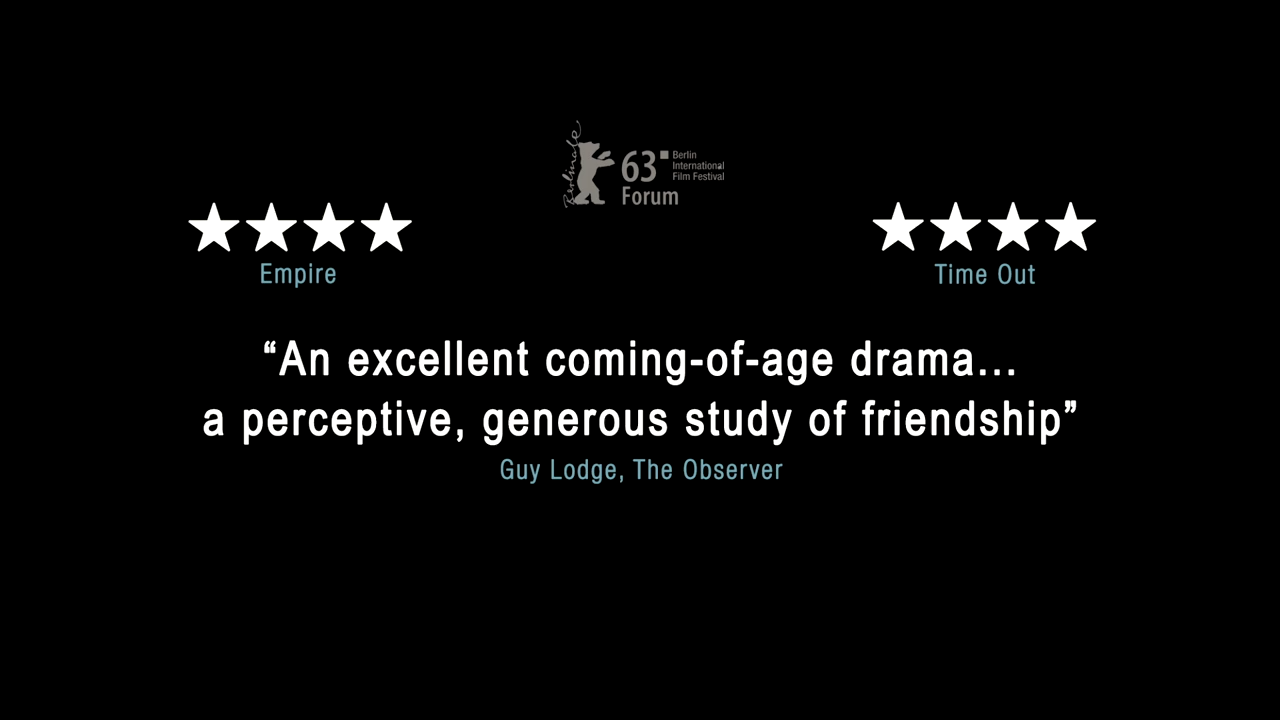 Berlinale
63
Berlin
International
Film Festival
Forum
Empire
Time Out
“An excellent coming-of-age drama...
a perceptive, generous study of friendship”
Guy Lodge, The Observer